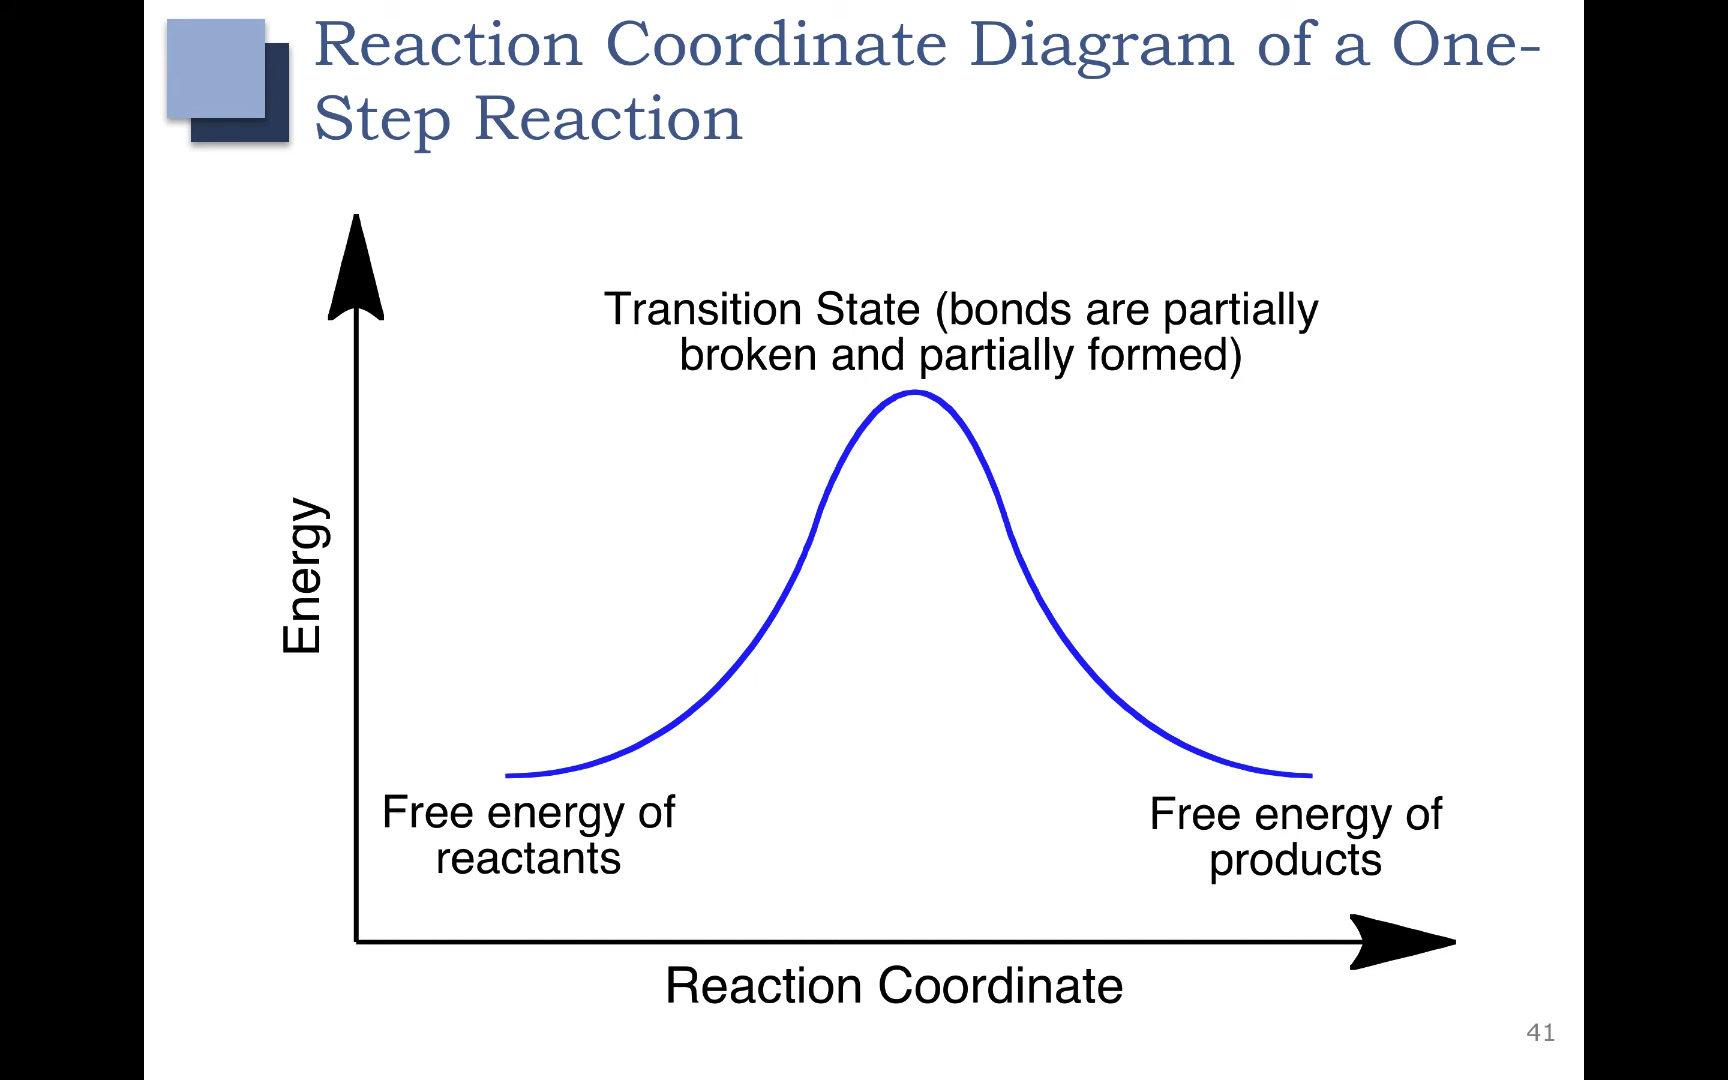 Reaction Coordinate Diagram of a One-
Step Reaction
Transition State (bonds are partially
broken and partially formed)
Energy
Free energy of
reactants
Free energy of
products
Reaction Coordinate
41